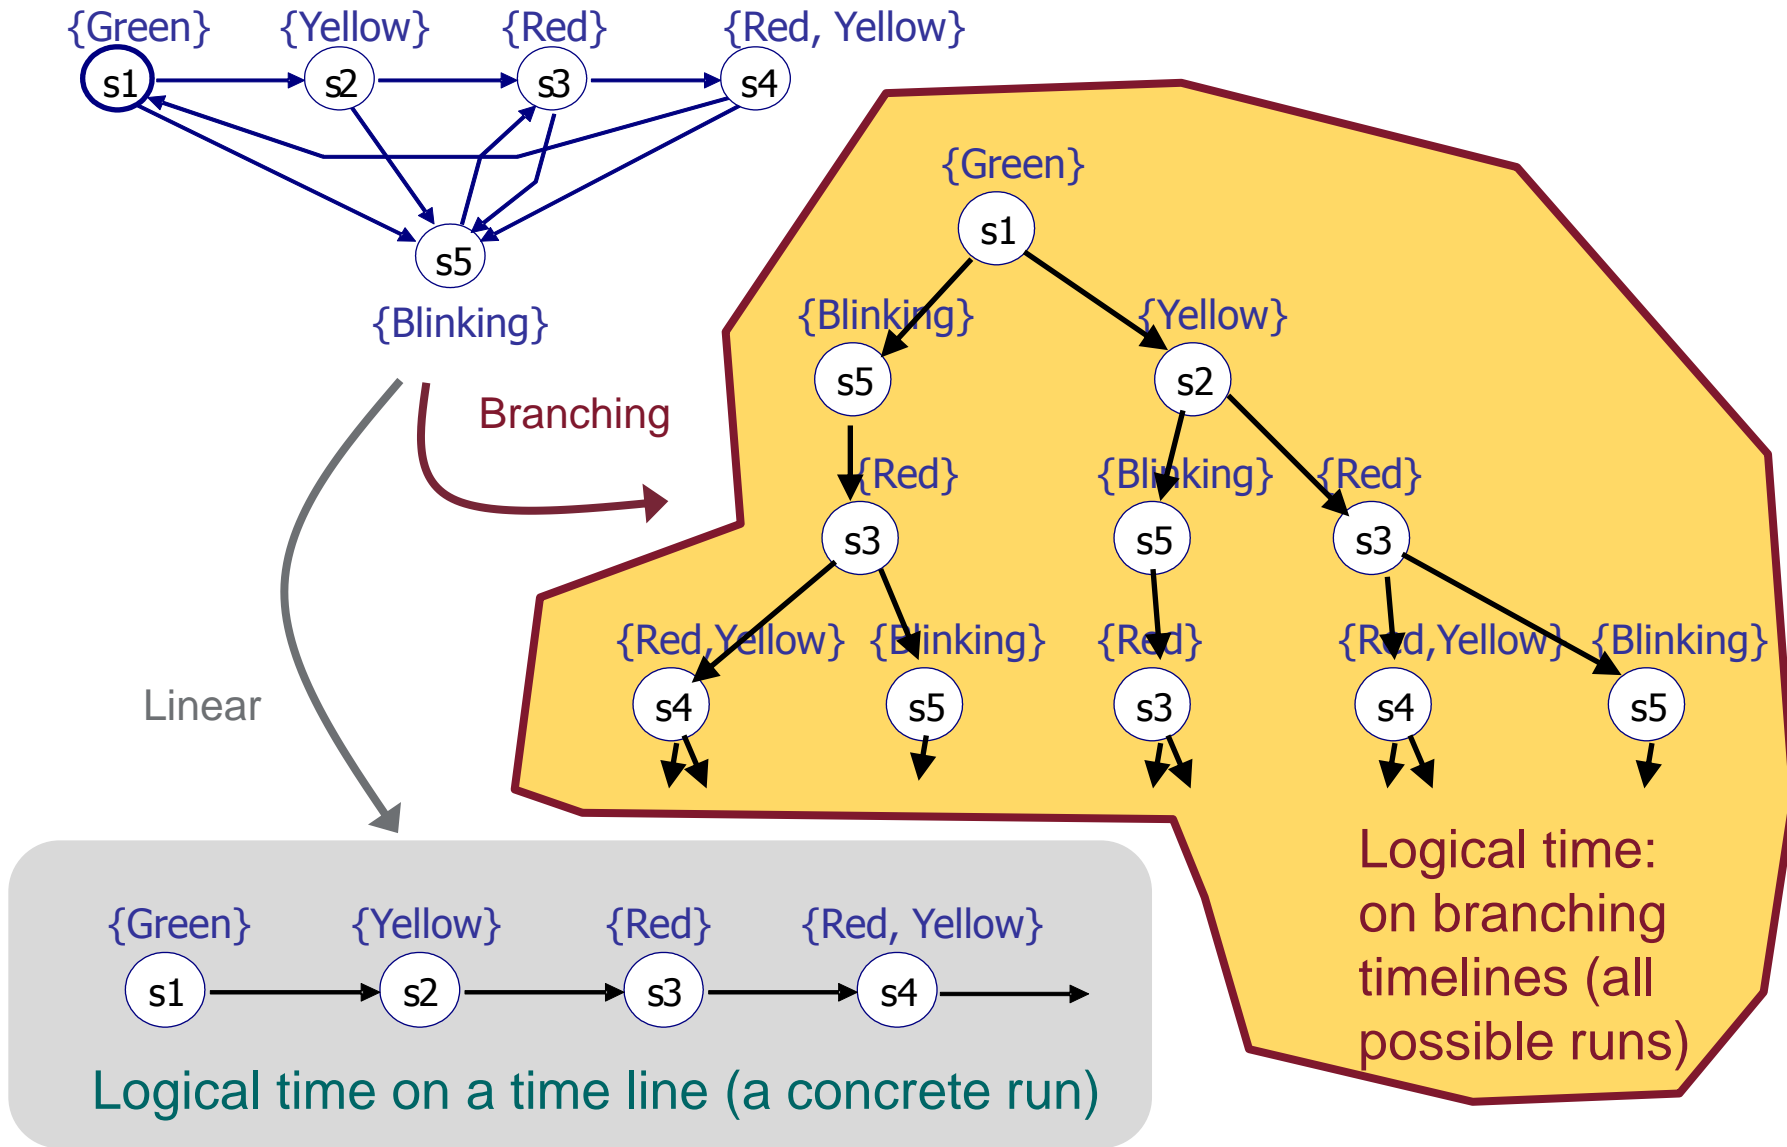 {Green} {Yellow} {Red} {Red, Yellow}
s1 s2 s3 s4
s5
{Blinking}
Branching
Linear
{Green}
s1
{Blinking} {Yellow}
s5 s2
{Red} {Blinking} {Red}
s3 s5 s3
{Red,Yellow} {Blinking} {Red} {Red,Yellow} {Blinking}
s4 s5 s3 s4 s5
Logical time:
on branching
timelines (all
possible runs)
{Green} {Yellow} {Red} {Red, Yellow}
s1 s2 s3 s4
Logical time on a time line (a concrete run)